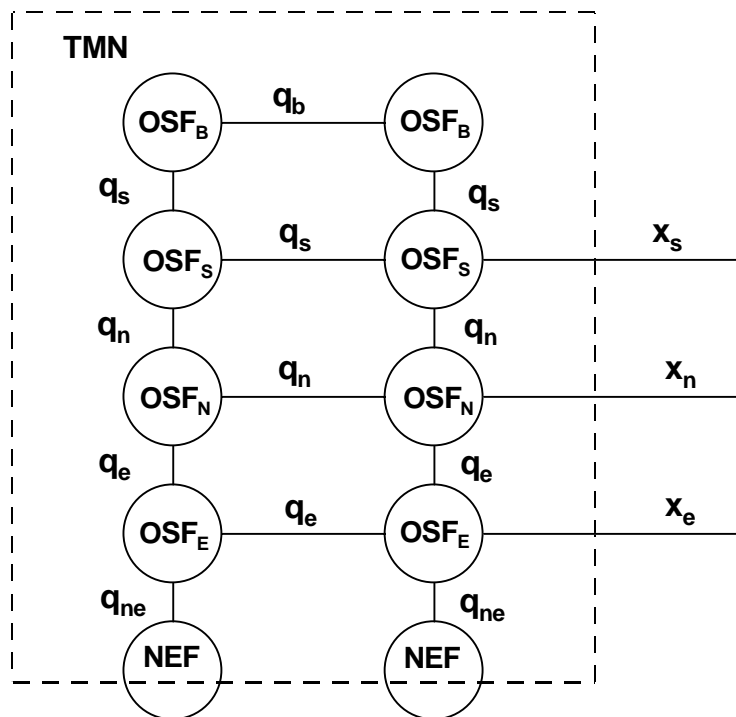 TMN
OSF_B q_b OSF_B
q_s q_s
OSF_S q_s OSF_S x_s
q_n q_n
OSF_N q_n OSF_N x_n
q_e q_e
OSF_E q_e OSF_E x_e
q_ne q_ne
NEF NEF